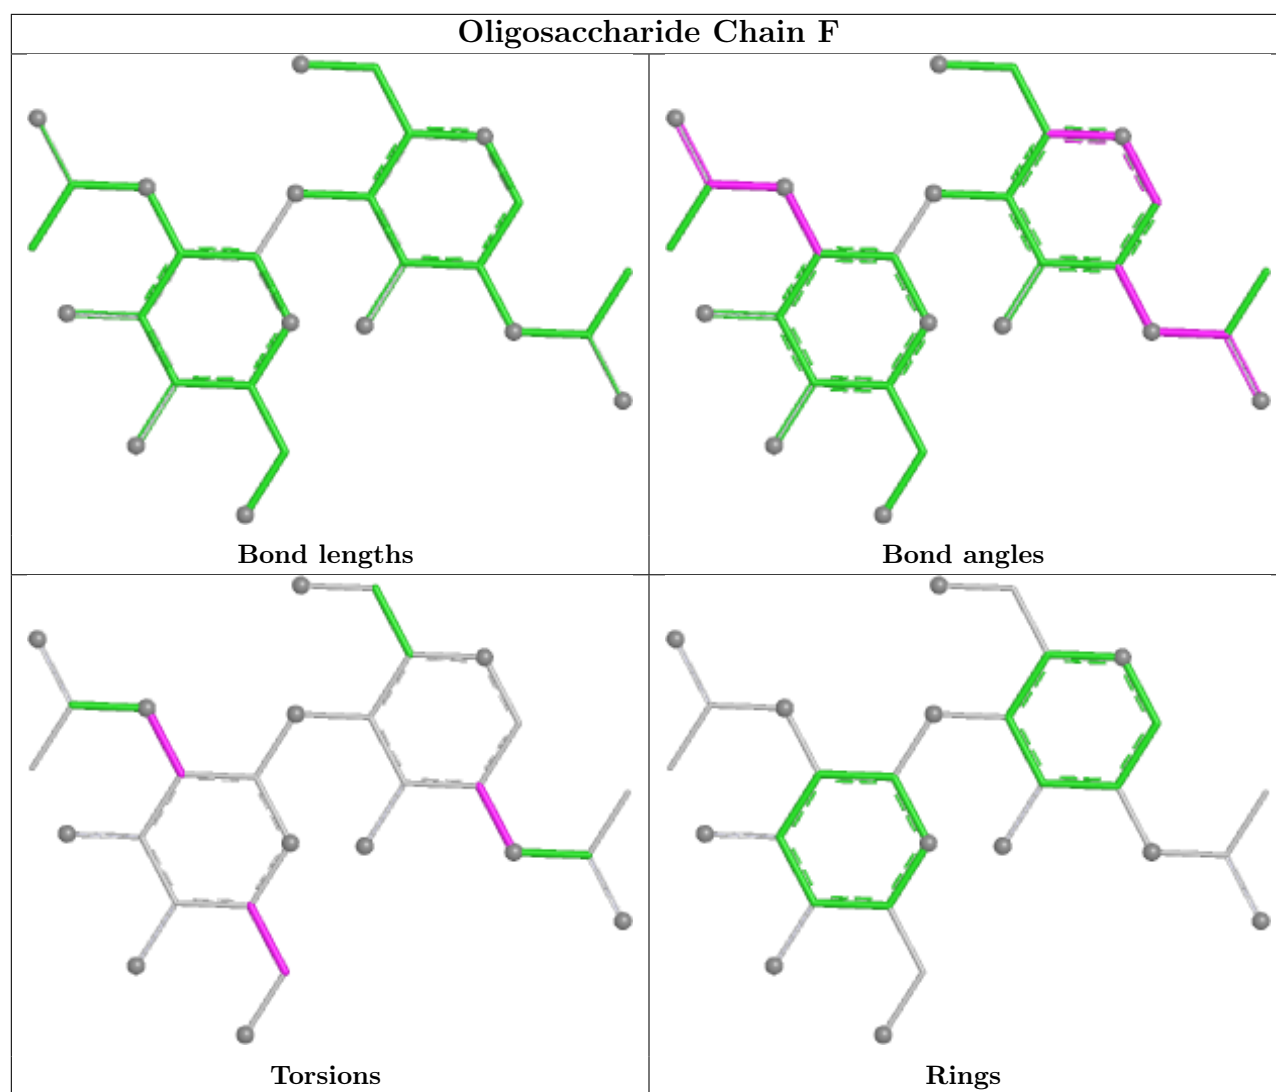 Oligosaccharide Chain F
Bond lengths
Bond angles
Torsions
Rings